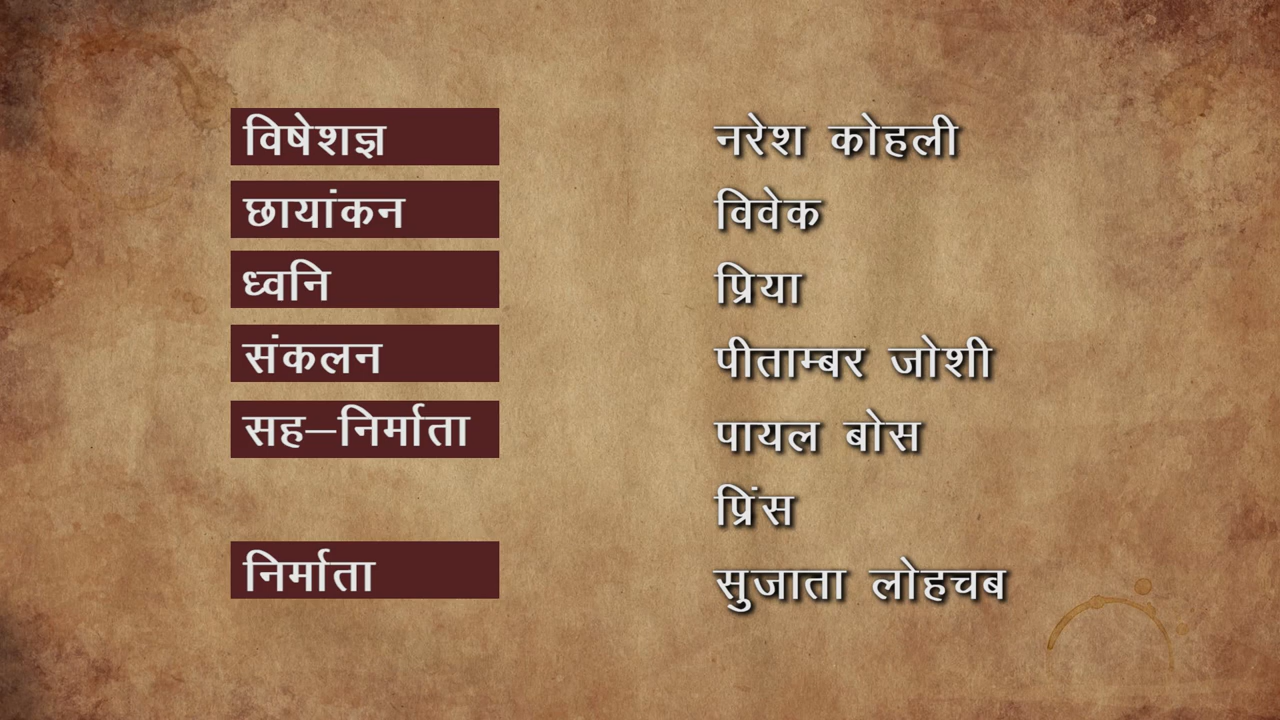 विषेशज्ञ नरेश कोहली
छायांकन विवेक
ध्वनि प्रिया
संकलन पीताम्बर जोशी
सह–निर्माता पायल बोस
प्रिंस
निर्माता सुजाता लोहचब